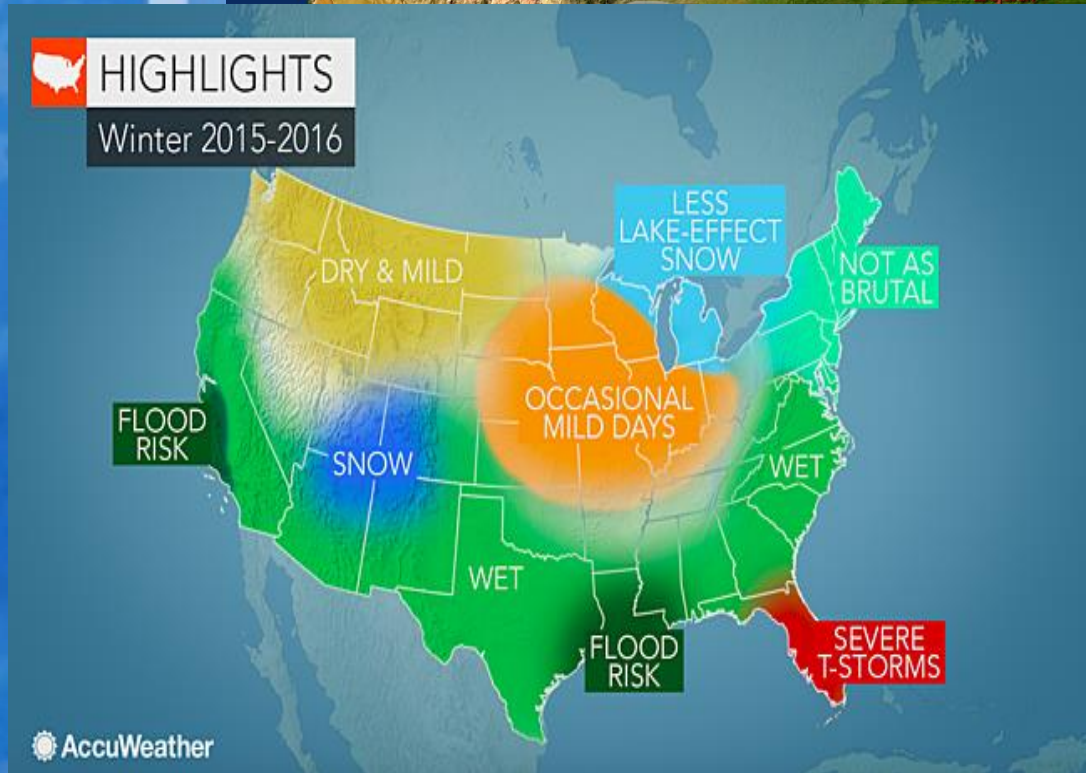 HIGHLIGHTS
Winter 2015-2016
LESS
LAKE-EFFECT
SNOW
DRY & MILD
NOT AS
BRUTAL
OCCASIONAL
MILD DAYS
FLOOD
RISK
SNOW
WET
WET
FLOOD
RISK
SEVERE
T-STORMS
AccuWeather